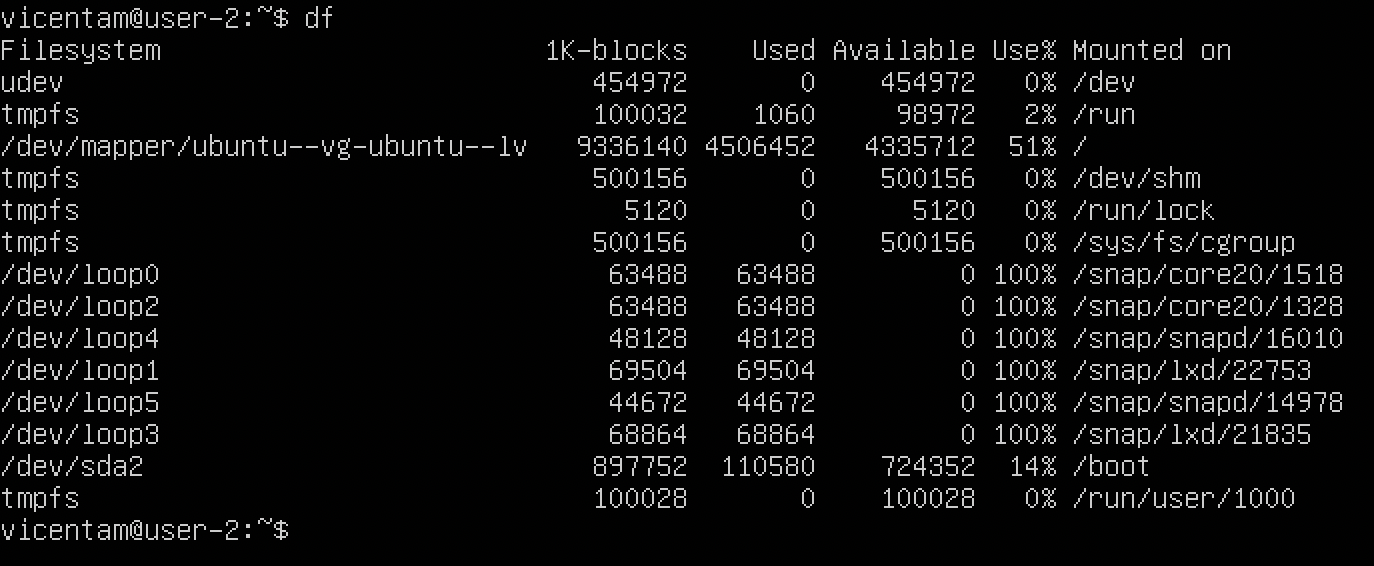 vicentam@user-2:~$ df
Filesystem                        1K-blocks    Used Available Use% Mounted on
udev                                 454972       0    454972   0% /dev
tmpfs                                100032    1060     98972   2% /run
/dev/mapper/ubuntu--vg-ubuntu--lv   9336140 4506452   4335712  51% /
tmpfs                                500156       0    500156   0% /dev/shm
tmpfs                                  5120       0      5120   0% /run/lock
tmpfs                                500156       0    500156   0% /sys/fs/cgroup
/dev/loop0                            63488   63488         0 100% /snap/core20/1518
/dev/loop2                            63488   63488         0 100% /snap/core20/1328
/dev/loop4                            48128   48128         0 100% /snap/snapd/16010
/dev/loop1                            69504   69504         0 100% /snap/lxd/22753
/dev/loop5                            44672   44672         0 100% /snap/snapd/14978
/dev/loop3                            68864   68864         0 100% /snap/lxd/21835
/dev/sda2                            897752  110580    724352  14% /boot
tmpfs                                100028       0    100028   0% /run/user/1000
vicentam@user-2:~$